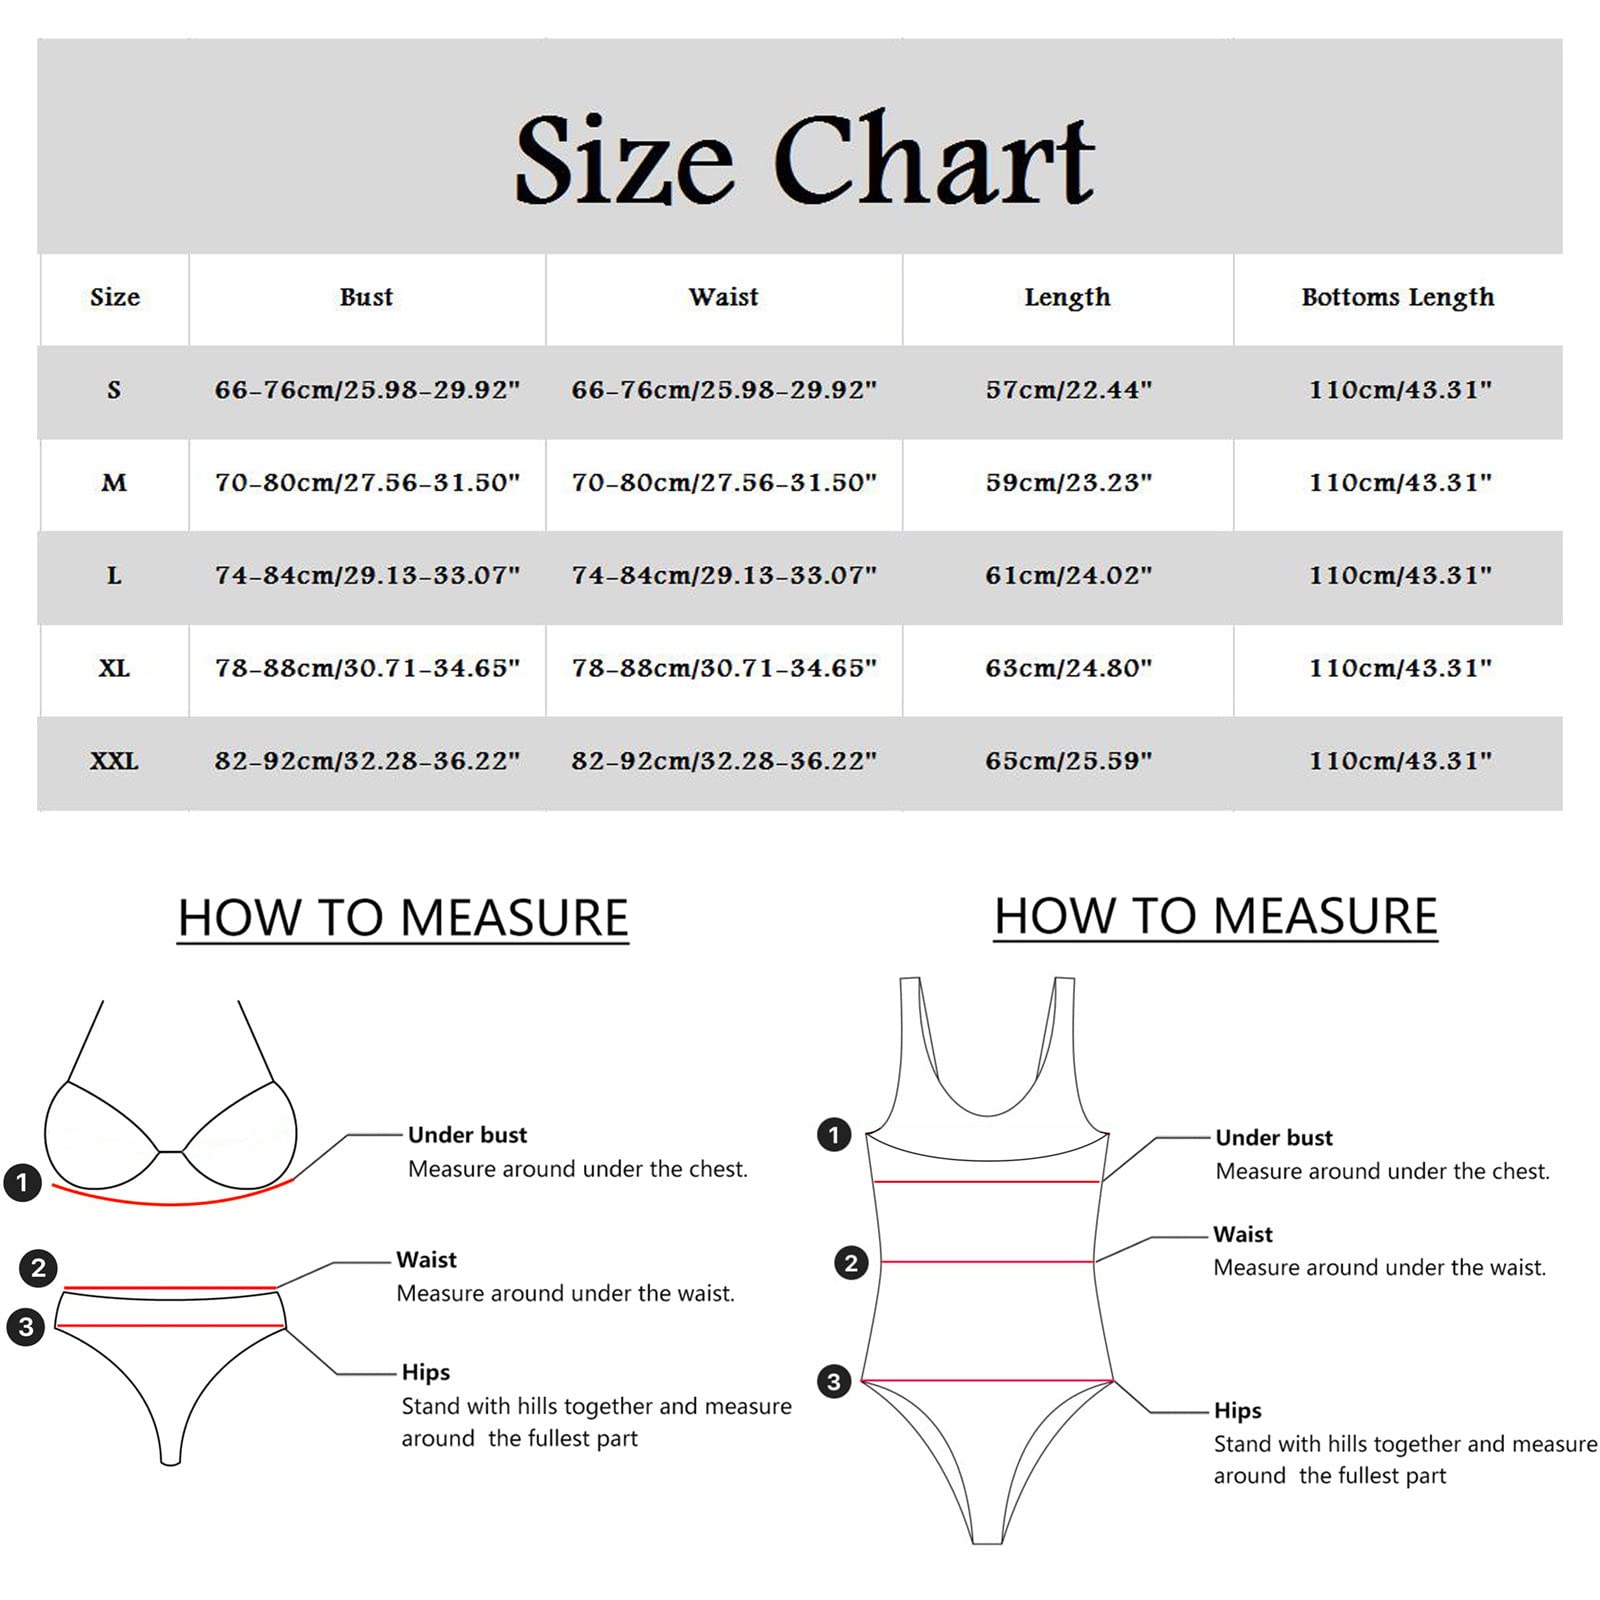 Size Chart
Size Bust Waist Length Bottoms Length
S 66-76cm/25.98-29.92" 66-76cm/25.98-29.92" 57cm/22.44" 110cm/43.31"
M 70-80cm/27.56-31.50" 70-80cm/27.56-31.50" 59cm/23.23" 110cm/43.31"
L 74-84cm/29.13-33.07" 74-84cm/29.13-33.07" 61cm/24.02" 110cm/43.31"
XL 78-88cm/30.71-34.65" 78-88cm/30.71-34.65" 63cm/24.80" 110cm/43.31"
XXL 82-92cm/32.28-36.22" 82-92cm/32.28-36.22" 65cm/25.59" 110cm/43.31"
HOW TO MEASURE
1
Under bust
Measure around under the chest.
2
Waist
Measure around under the waist.
3
Hips
Stand with hills together and measure
around the fullest part
HOW TO MEASURE
1
Under bust
Measure around under the chest.
2
Waist
Measure around under the waist.
3
Hips
Stand with hills together and measure
around the fullest part